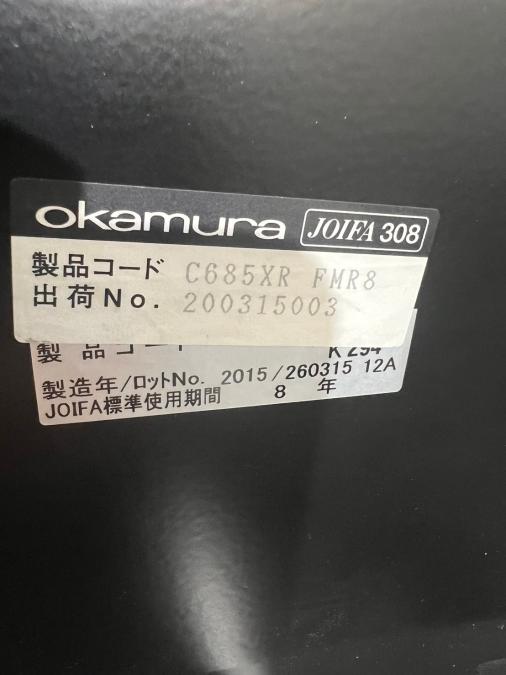 okamura JOIFA 308
製品コード C685XR FMR8
出荷No. 200315003
製品コード K294
製造年/ロットNo. 2015/260315 12A
JOIFA標準使用期間 8 年